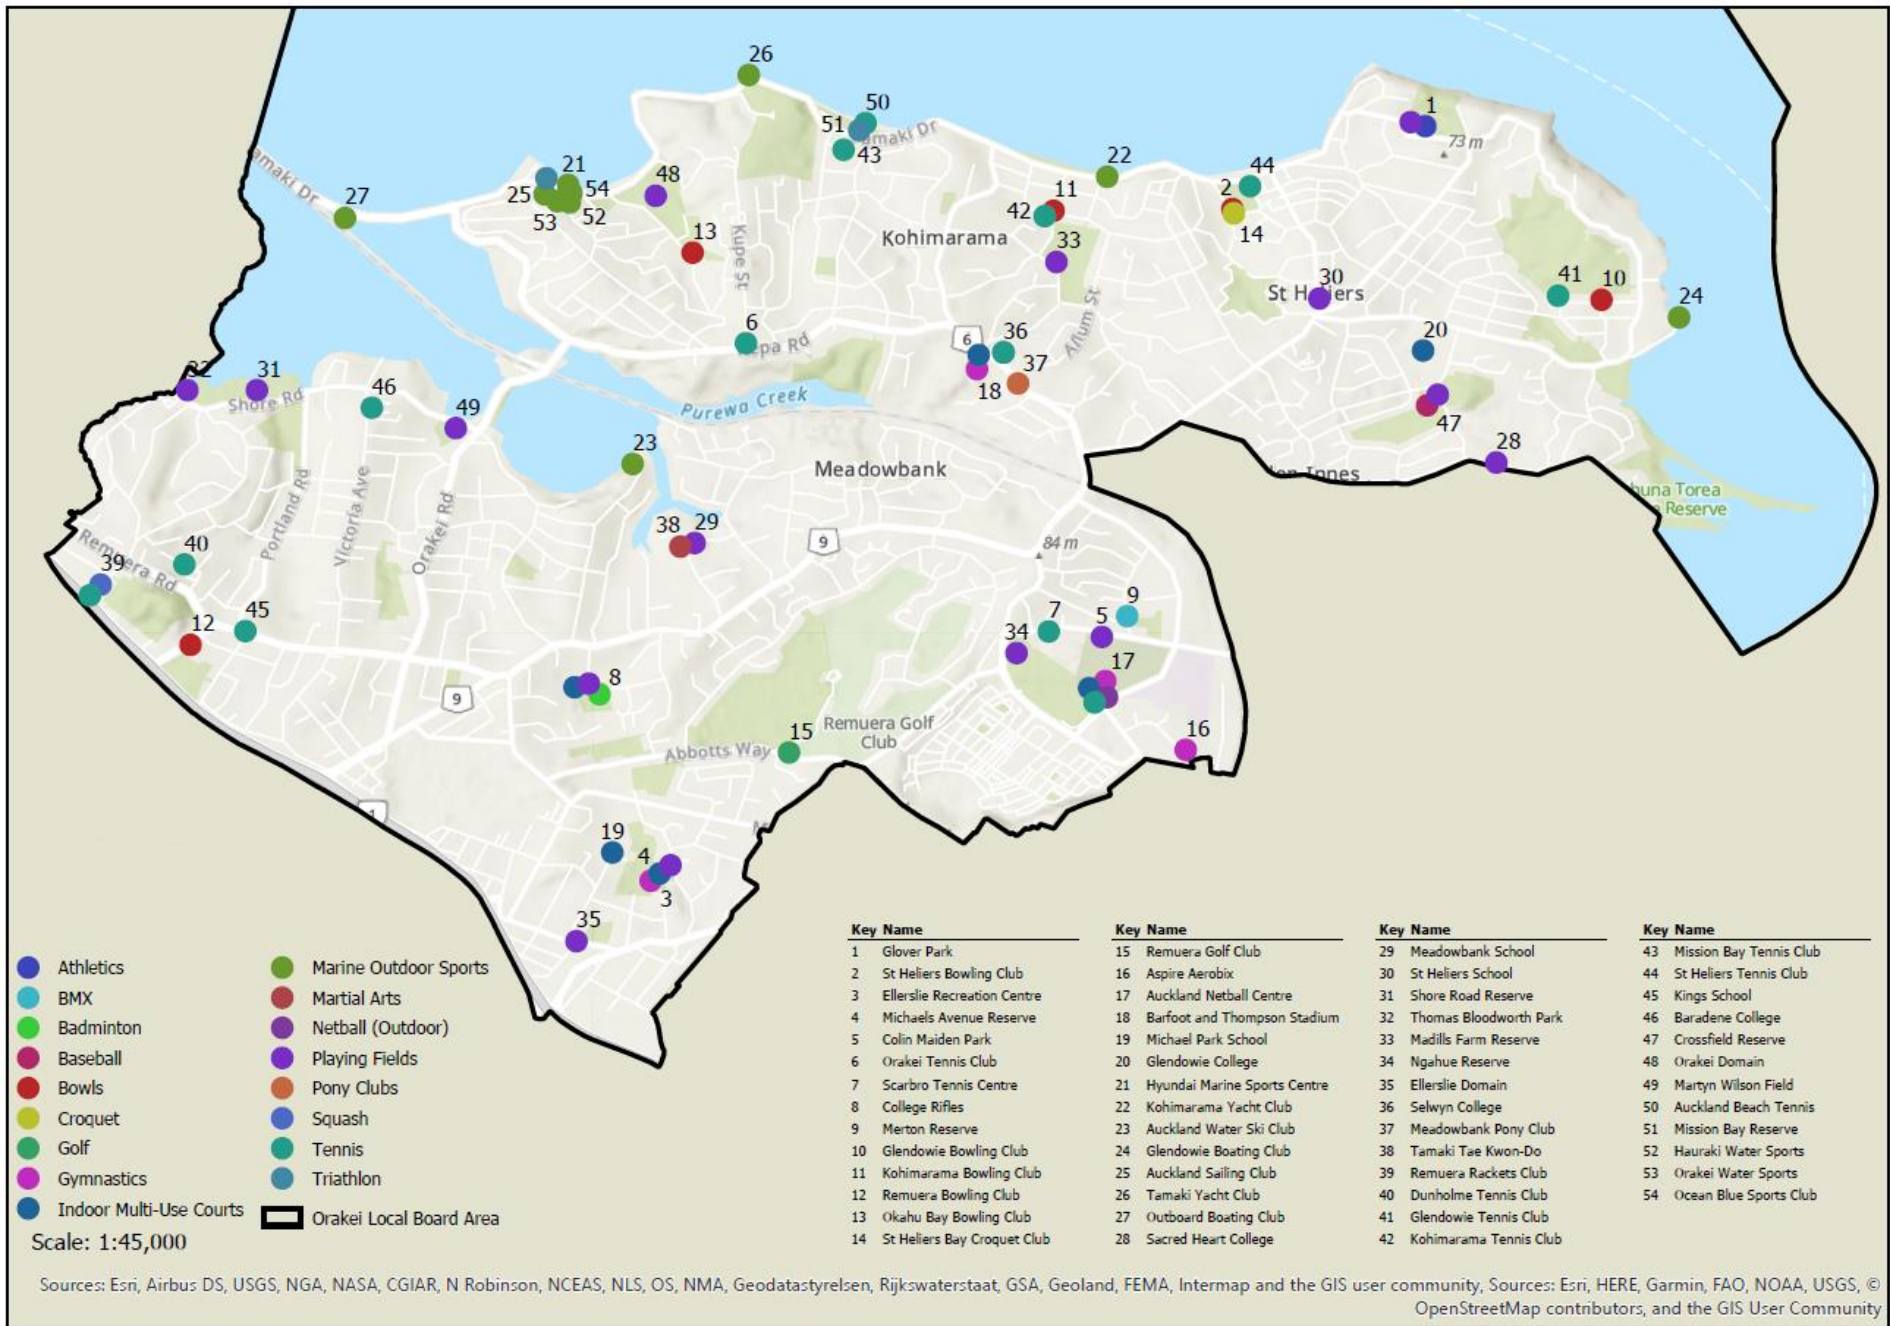 26
50
51
amaki Dr
43
1
73 m
amaki Dr
27
21
25
54
53
52
48
13
Kupe St
22
44
2
14
11
42
Kohimarama
33
30
St Heliers
41
10
24
6
epa Rd
6
36
37
18
Allum St
20
47
28
32
31
Shore Rd
46
49
Purewa Creek
23
Meadowbank
len Innes
huna Torea
Reserve
Portland Rd
Victoria Ave
Orakei Rd
38
29
9
84 m
Remuera Rd
40
39
12
45
9
5
7
34
17
8
9
15
Remuera Golf
Club
Abbotts Way
16
1
M
19
4
3
35
Athletics
BMX
Badminton
Baseball
Bowls
Croquet
Golf
Gymnastics
Indoor Multi-Use Courts
Marine Outdoor Sports
Martial Arts
Netball (Outdoor)
Playing Fields
Pony Clubs
Squash
Tennis
Triathlon
Orakei Local Board Area
Scale: 1:45,000
Key Name
1 Glover Park
2 St Heliers Bowling Club
3 Ellerslie Recreation Centre
4 Michaels Avenue Reserve
5 Colin Maiden Park
6 Orakei Tennis Club
7 Scarbro Tennis Centre
8 College Rifles
9 Merton Reserve
10 Glendowie Bowling Club
11 Kohimarama Bowling Club
12 Remuera Bowling Club
13 Okahu Bay Bowling Club
14 St Heliers Bay Croquet Club
Key Name
15 Remuera Golf Club
16 Aspire Aerobix
17 Auckland Netball Centre
18 Barfoot and Thompson Stadium
19 Michael Park School
20 Glendowie College
21 Hyundai Marine Sports Centre
22 Kohimarama Yacht Club
23 Auckland Water Ski Club
24 Glendowie Boating Club
25 Auckland Sailing Club
26 Tamaki Yacht Club
27 Outboard Boating Club
28 Sacred Heart College
Key Name
29 Meadowbank School
30 St Heliers School
31 Shore Road Reserve
32 Thomas Bloodworth Park
33 Madills Farm Reserve
34 Ngahue Reserve
35 Ellerslie Domain
36 Selwyn College
37 Meadowbank Pony Club
38 Tamaki Tae Kwon-Do
39 Remuera Rackets Club
40 Dunholme Tennis Club
41 Glendowie Tennis Club
42 Kohimarama Tennis Club
Key Name
43 Mission Bay Tennis Club
44 St Heliers Tennis Club
45 Kings School
46 Baradene College
47 Crossfield Reserve
48 Orakei Domain
49 Martyn Wilson Field
50 Auckland Beach Tennis
51 Mission Bay Reserve
52 Hauraki Water Sports
53 Orakei Water Sports
54 Ocean Blue Sports Club
Sources: Esri, Airbus DS, USGS, NGA, NASA, CGIAR, N Robinson, NCEAS, NLS, OS, NMA, Geodatastyrelsen, Rijkswaterstaat, GSA, Geoland, FEMA, Intermap and the GIS user community, Sources: Esri, HERE, Garmin, FAO, NOAA, USGS, ©
OpenStreetMap contributors, and the GIS User Community